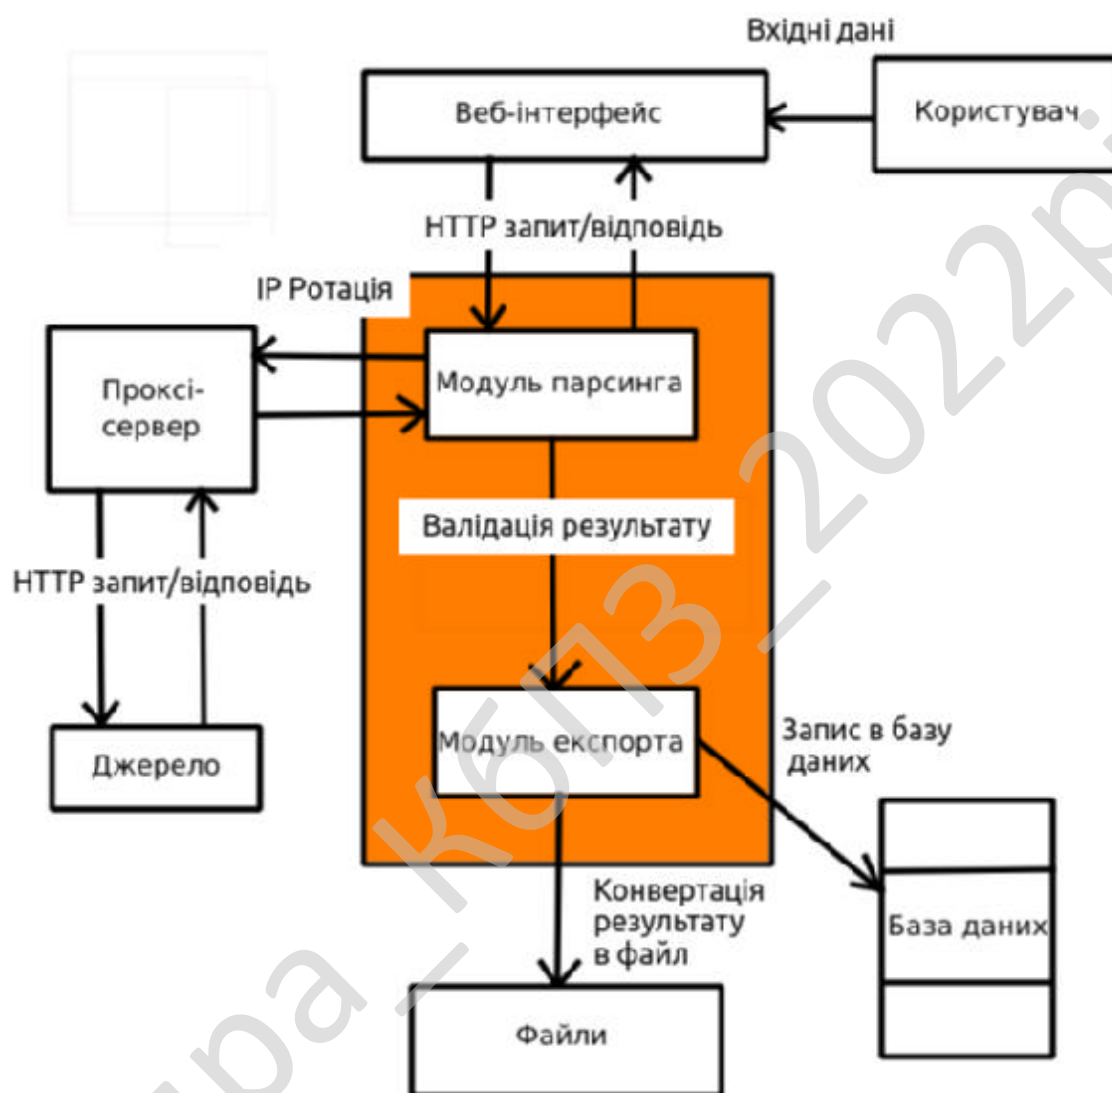 Вхідні дані
Веб-інтерфейс
Користувач
HTTP запит/відповідь
IP Ротація
Проксі-
сервер
Модуль парсинга
Валідація результату
HTTP запит/відповідь
Джерело
Модуль експорта
Запис в базу
даних
Конвертація
результату
в файл
База даних
Файли
ра_КбПЗ_2022рі